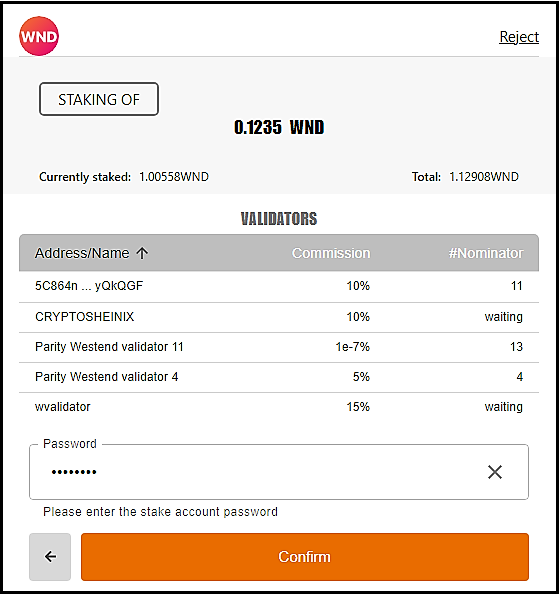 WND
Reject
STAKING OF
0.1235 WND
Currently staked: 1.00558WND Total: 1.12908WND
VALIDATORS
Address/Name ↑ Commission #Nominator
5C864n ... yQkQGF 10% 11
CRYPTOSHEINIX 10% waiting
Parity Westend validator 11 1e-7% 13
Parity Westend validator 4 5% 4
wvalidator 15% waiting
Password
••••••••
Please enter the stake account password
Confirm